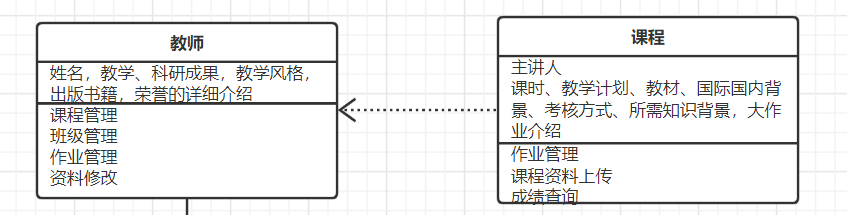 教师
姓名，教学、科研成果，教学风格，
出版书籍，荣誉的详细介绍
课程管理
班级管理
作业管理
资料修改
课程
主讲人
课时、教学计划、教材、国际国内背
景、考核方式、所需知识背景，大作
业介绍
作业管理
课程资料上传
成绩查询